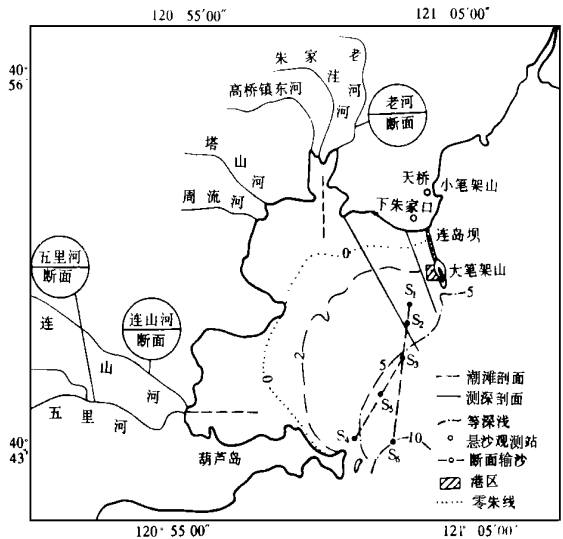 120 55′00″
121 05′00″
40°
56′
朱家洼河
老河
高桥镇东河
老河
断面
塔山河
周流河
天桥
小笔架山
下朱家口
连岛坝
大笔架山
五里河
断面
连山河
断面
连山河
五里河
葫芦岛
0
2
2
0
5
5
10
S₁
S₂
S₃
S₄
S₅
S₆
潮滩剖面
测深剖面
等深线
悬沙观测站
断面输沙
港区
零米线
40°
43′
120°55′00″
121°05′00″